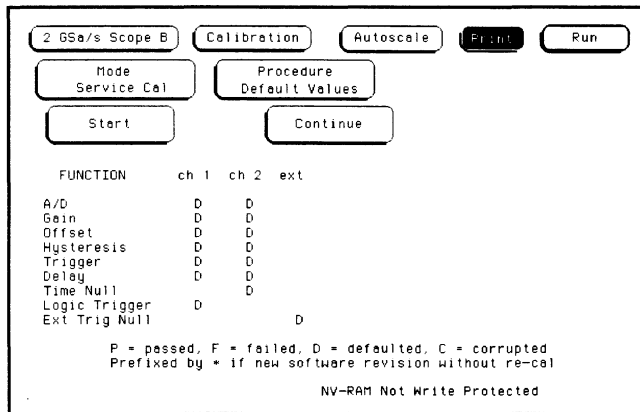 2 GSa/s Scope B Calibration Autoscale Print Run
Mode
Service Cal
Procedure
Default Values
Start Continue
FUNCTION ch 1 ch 2 ext
A/D D D
Gain D D
Offset D D
Hysteresis D D
Trigger D D
Delay D D
Time Null D
Logic Trigger D
Ext Trig Null D
P = passed, F = failed, D = defaulted, C = corrupted
Prefixed by * if new software revision without re-cal
NV-RAM Not Write Protected